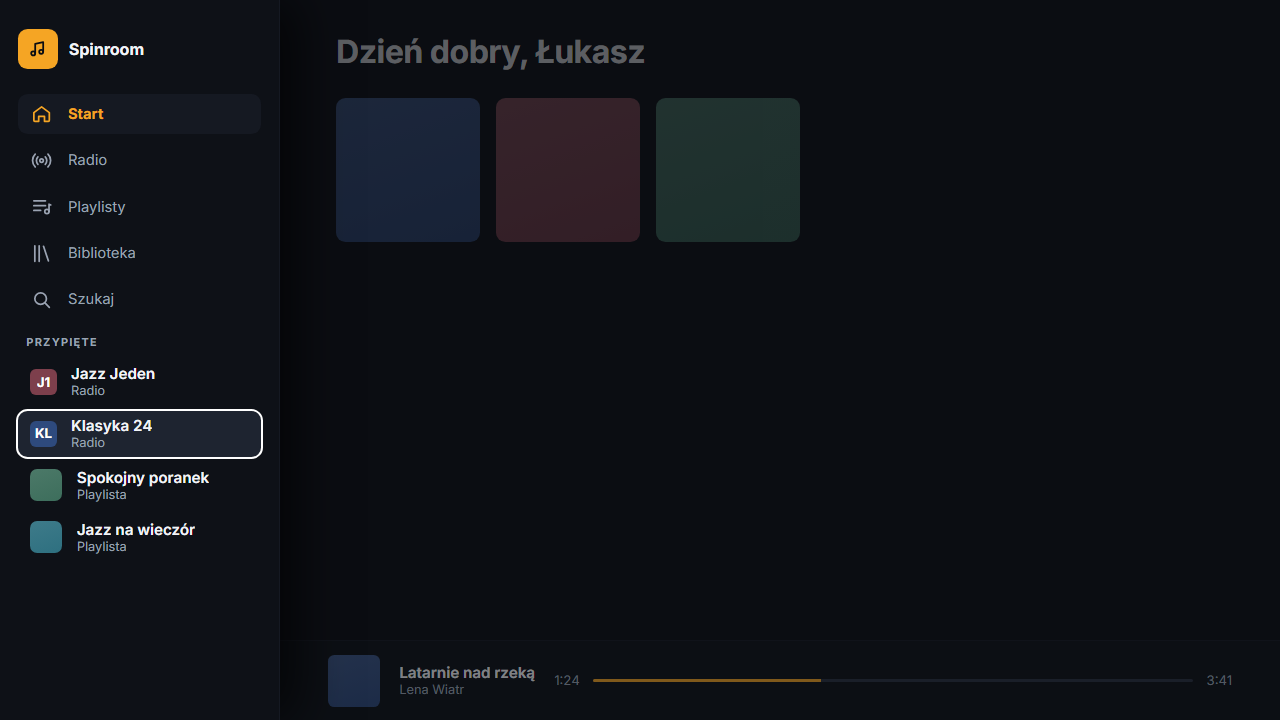 Spinroom
Start
Radio
Playlisty
Biblioteka
Szukaj
PRZYPIĘTE
J1
Jazz Jeden
Radio
KL
Klasyka 24
Radio
Spokojny poranek
Playlista
Jazz na wieczór
Playlista
Dzień dobry, Łukasz
Latarnie nad rzeką
Lena Wiatr
1:24
3:41